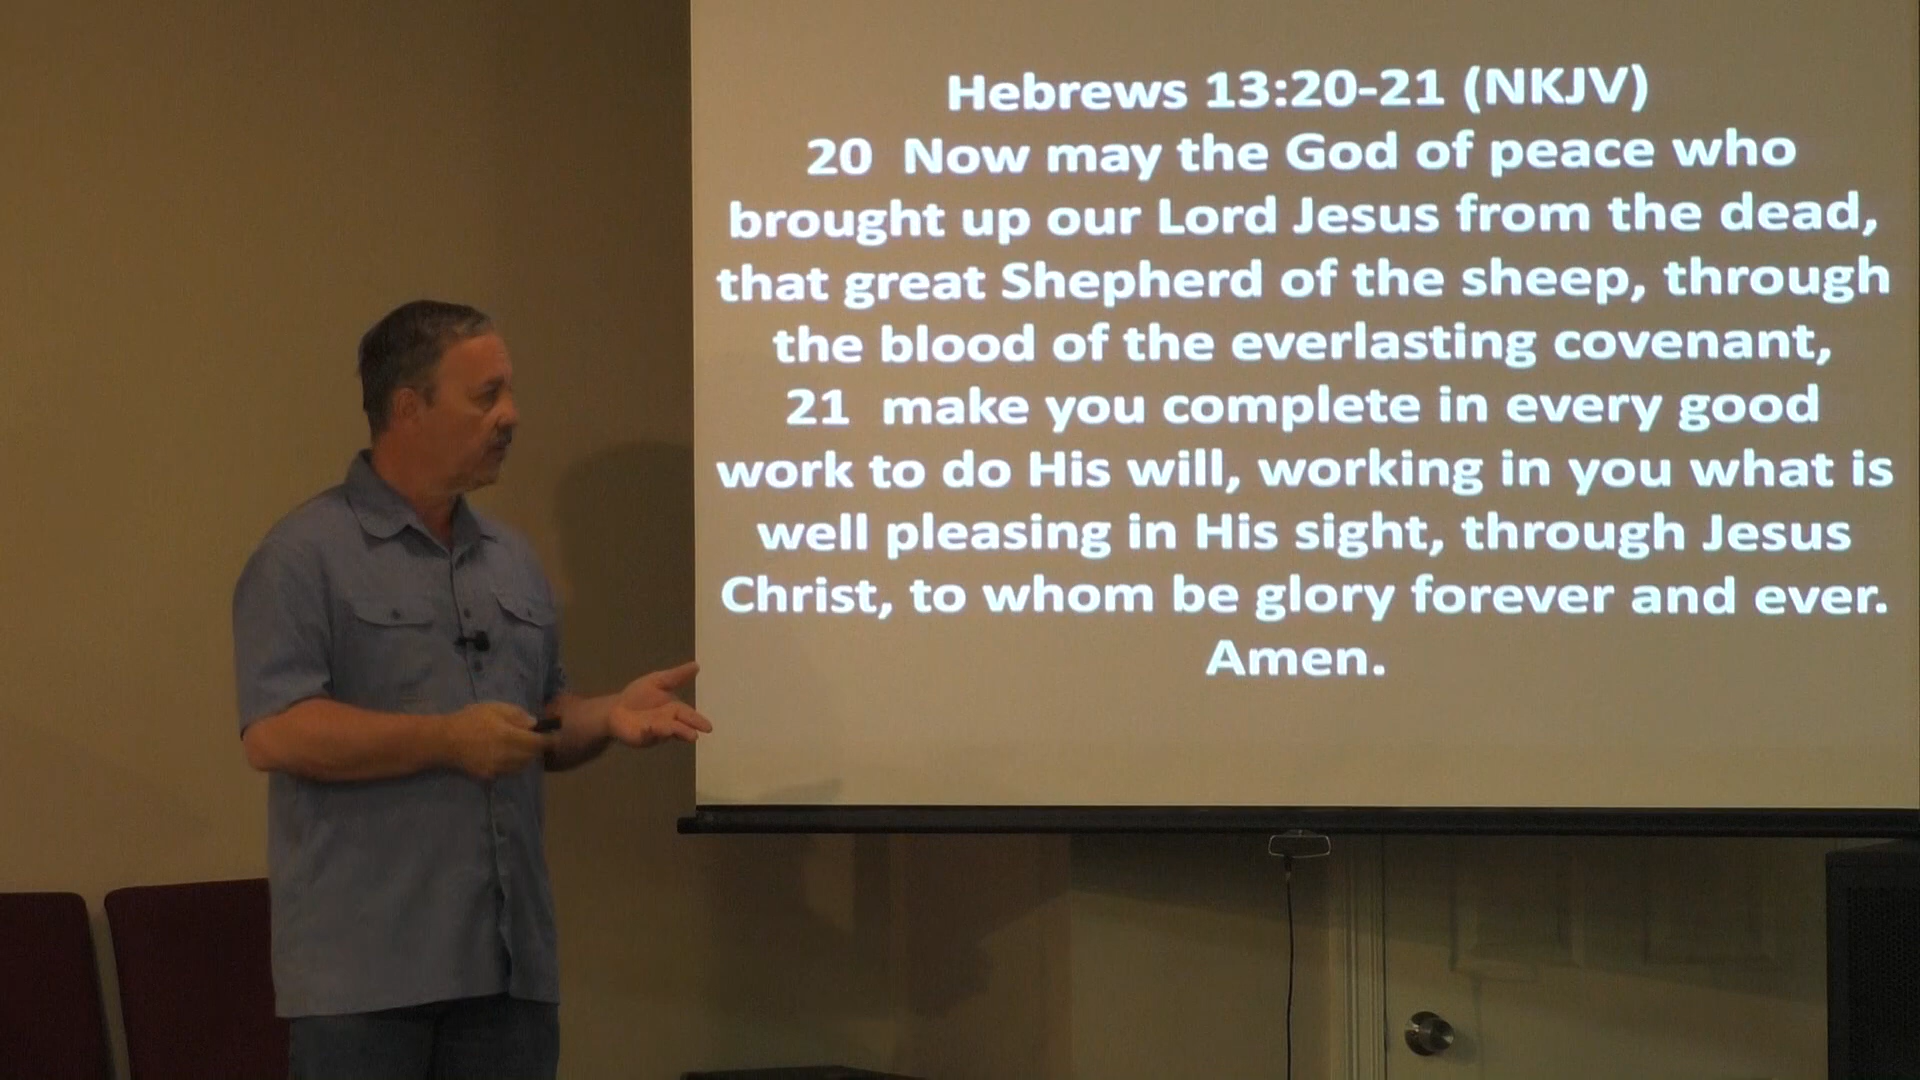 Hebrews 13:20-21 (NKJV)
20  Now may the God of peace who
brought up our Lord Jesus from the dead,
that great Shepherd of the sheep, through
the blood of the everlasting covenant,
21  make you complete in every good
work to do His will, working in you what is
well pleasing in His sight, through Jesus
Christ, to whom be glory forever and ever.
Amen.